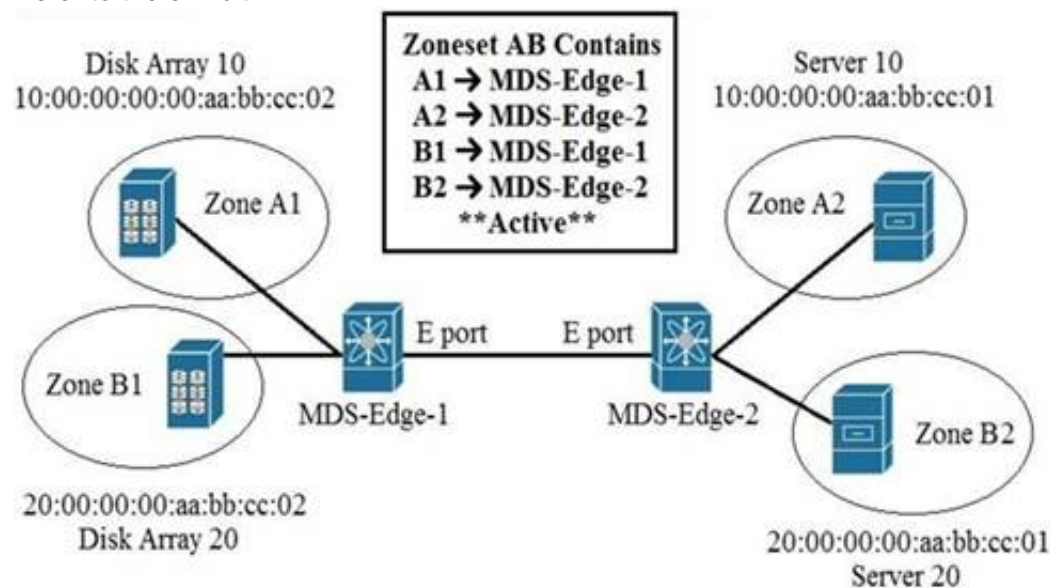 Zoneset AB Contains
A1 → MDS-Edge-1
A2 → MDS-Edge-2
B1 → MDS-Edge-1
B2 → MDS-Edge-2
**Active**
Disk Array 10
10:00:00:00:00:aa:bb:cc:02
Server 10
10:00:00:00:00:aa:bb:cc:01
Zone A1
Zone A2
E port
E port
Zone B1
MDS-Edge-1
MDS-Edge-2
Zone B2
20:00:00:00:aa:bb:cc:02
Disk Array 20
20:00:00:00:aa:bb:cc:01
Server 20